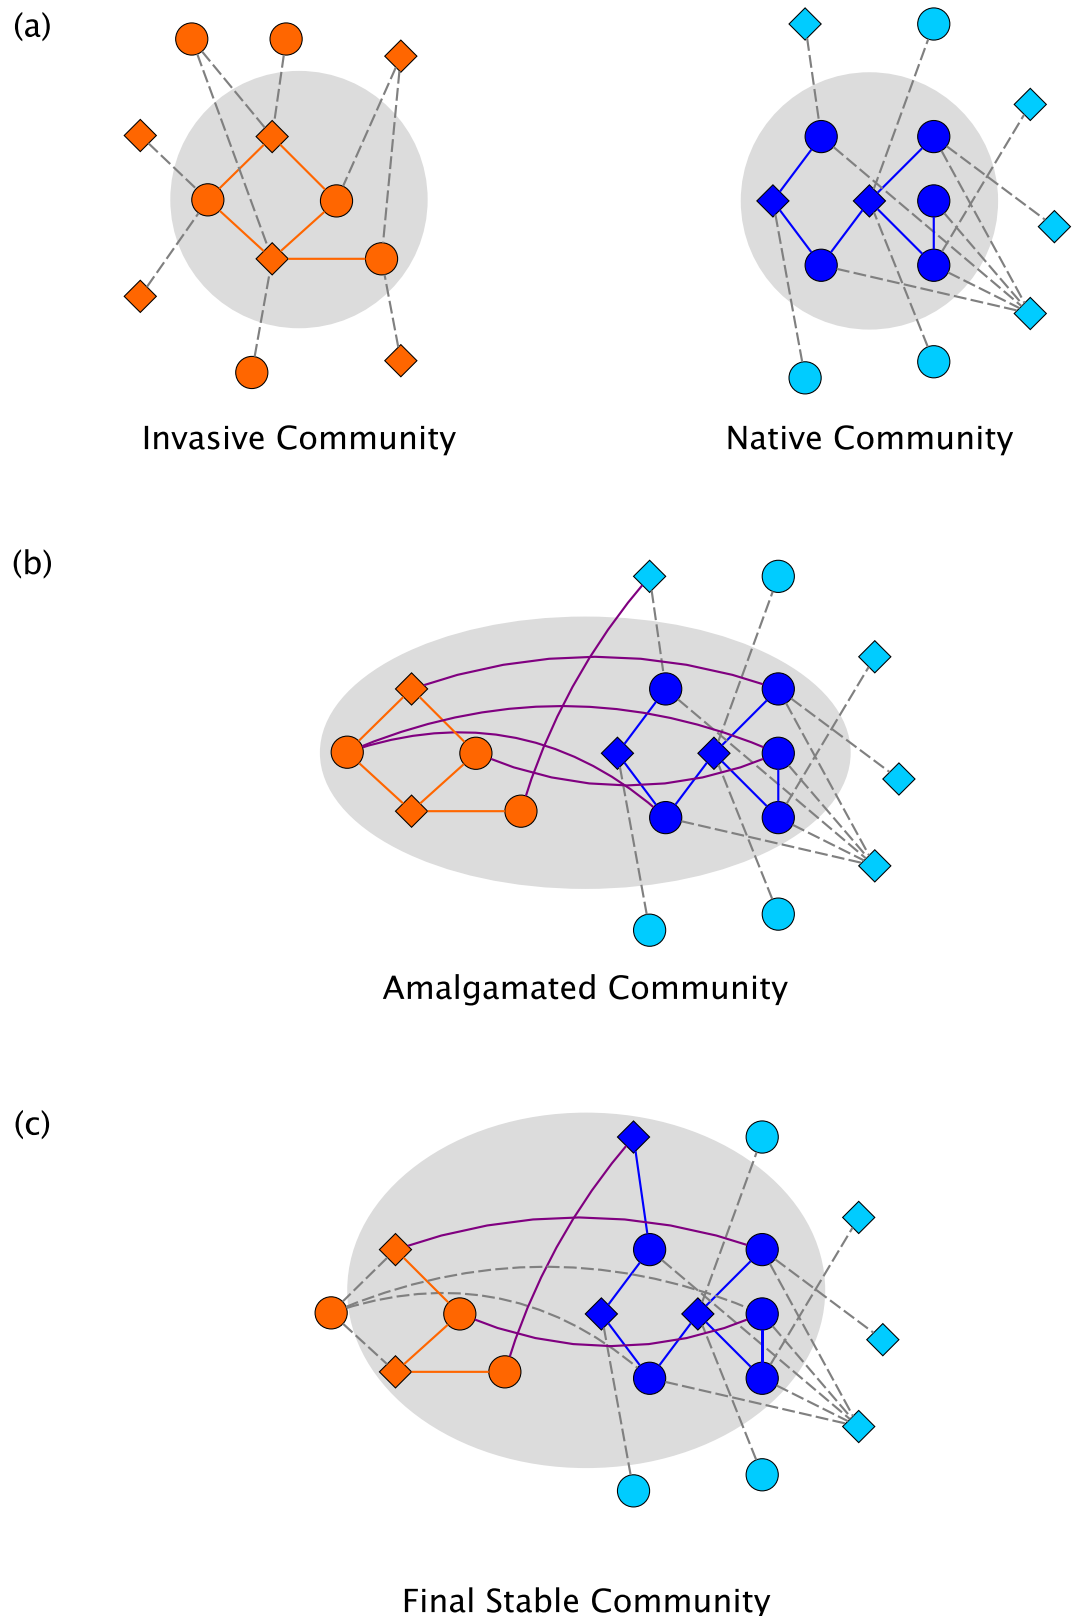 (a)
Invasive Community
Native Community
(b)
Amalgamated Community
(c)
Final Stable Community